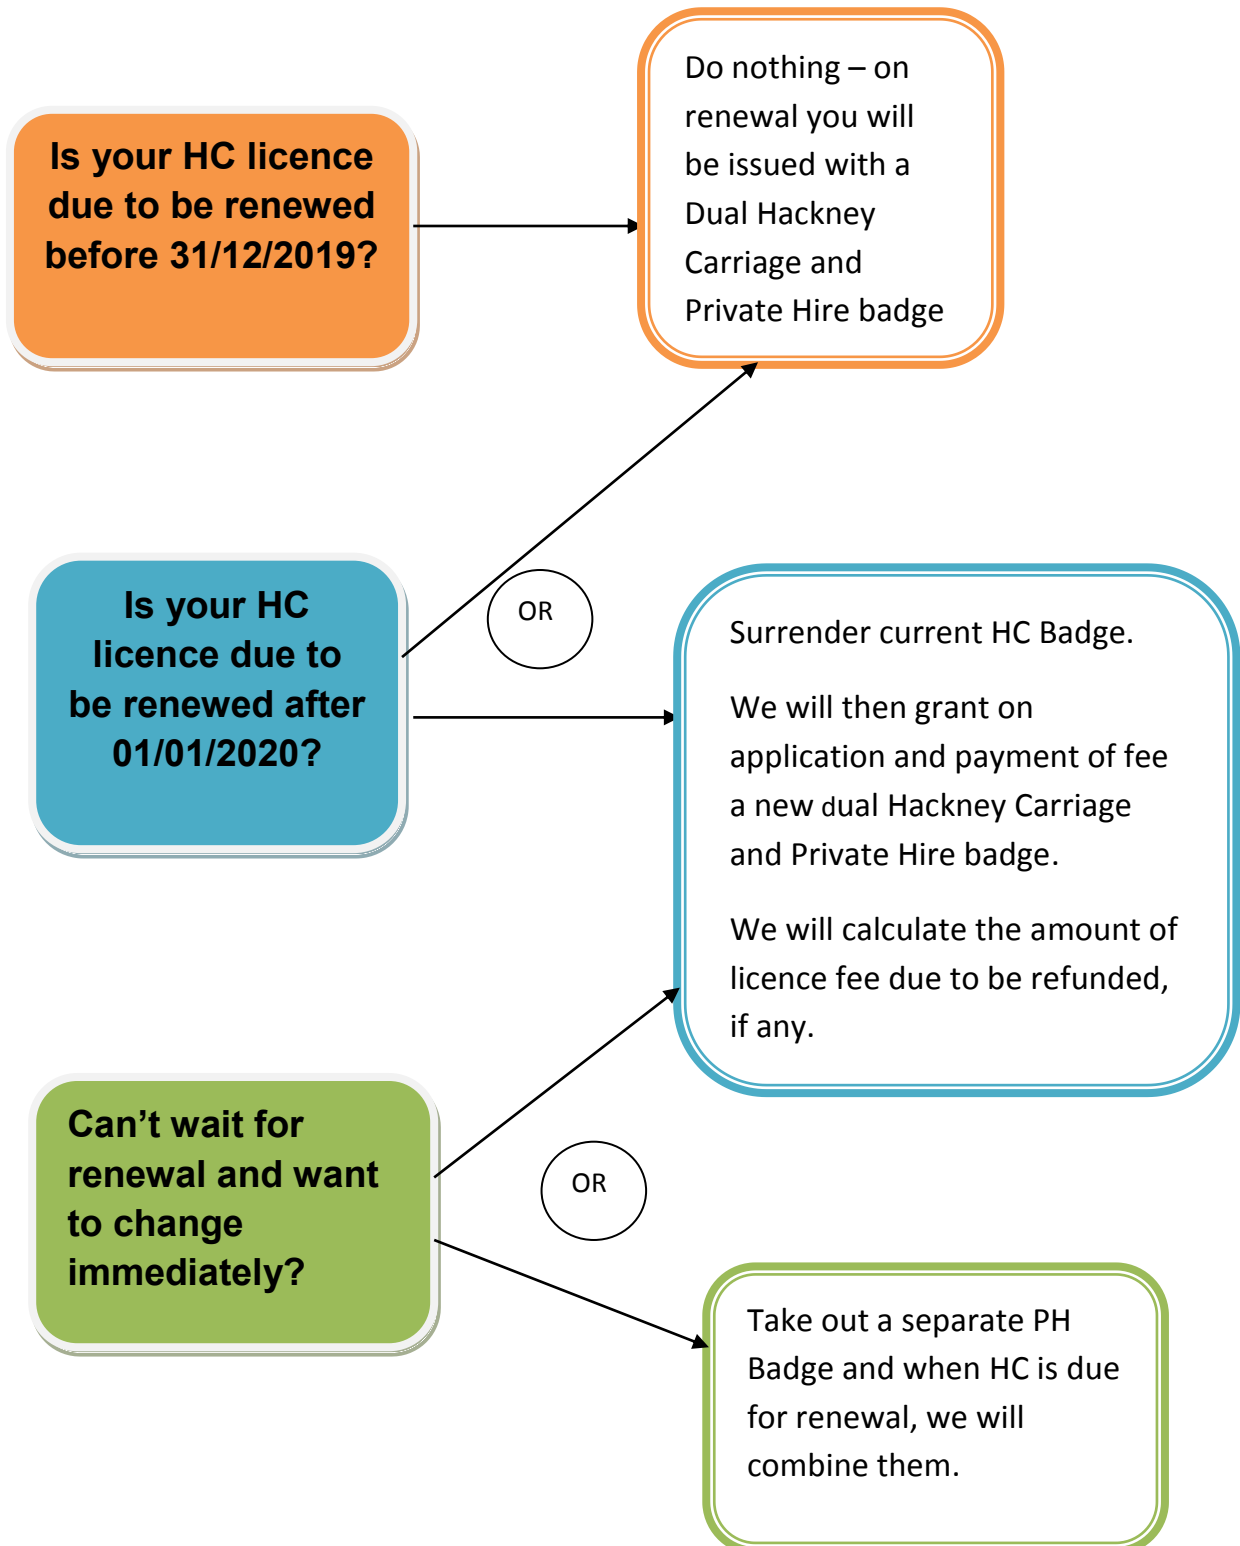 Is your HC licence
due to be renewed
before 31/12/2019?
Do nothing – on
renewal you will
be issued with a
Dual Hackney
Carriage and
Private Hire badge
Is your HC
licence due to
be renewed after
01/01/2020?
OR
Surrender current HC Badge.
We will then grant on
application and payment of fee
a new dual Hackney Carriage
and Private Hire badge.
We will calculate the amount of
licence fee due to be refunded,
if any.
Can’t wait for
renewal and want
to change
immediately?
OR
Take out a separate PH
Badge and when HC is due
for renewal, we will
combine them.